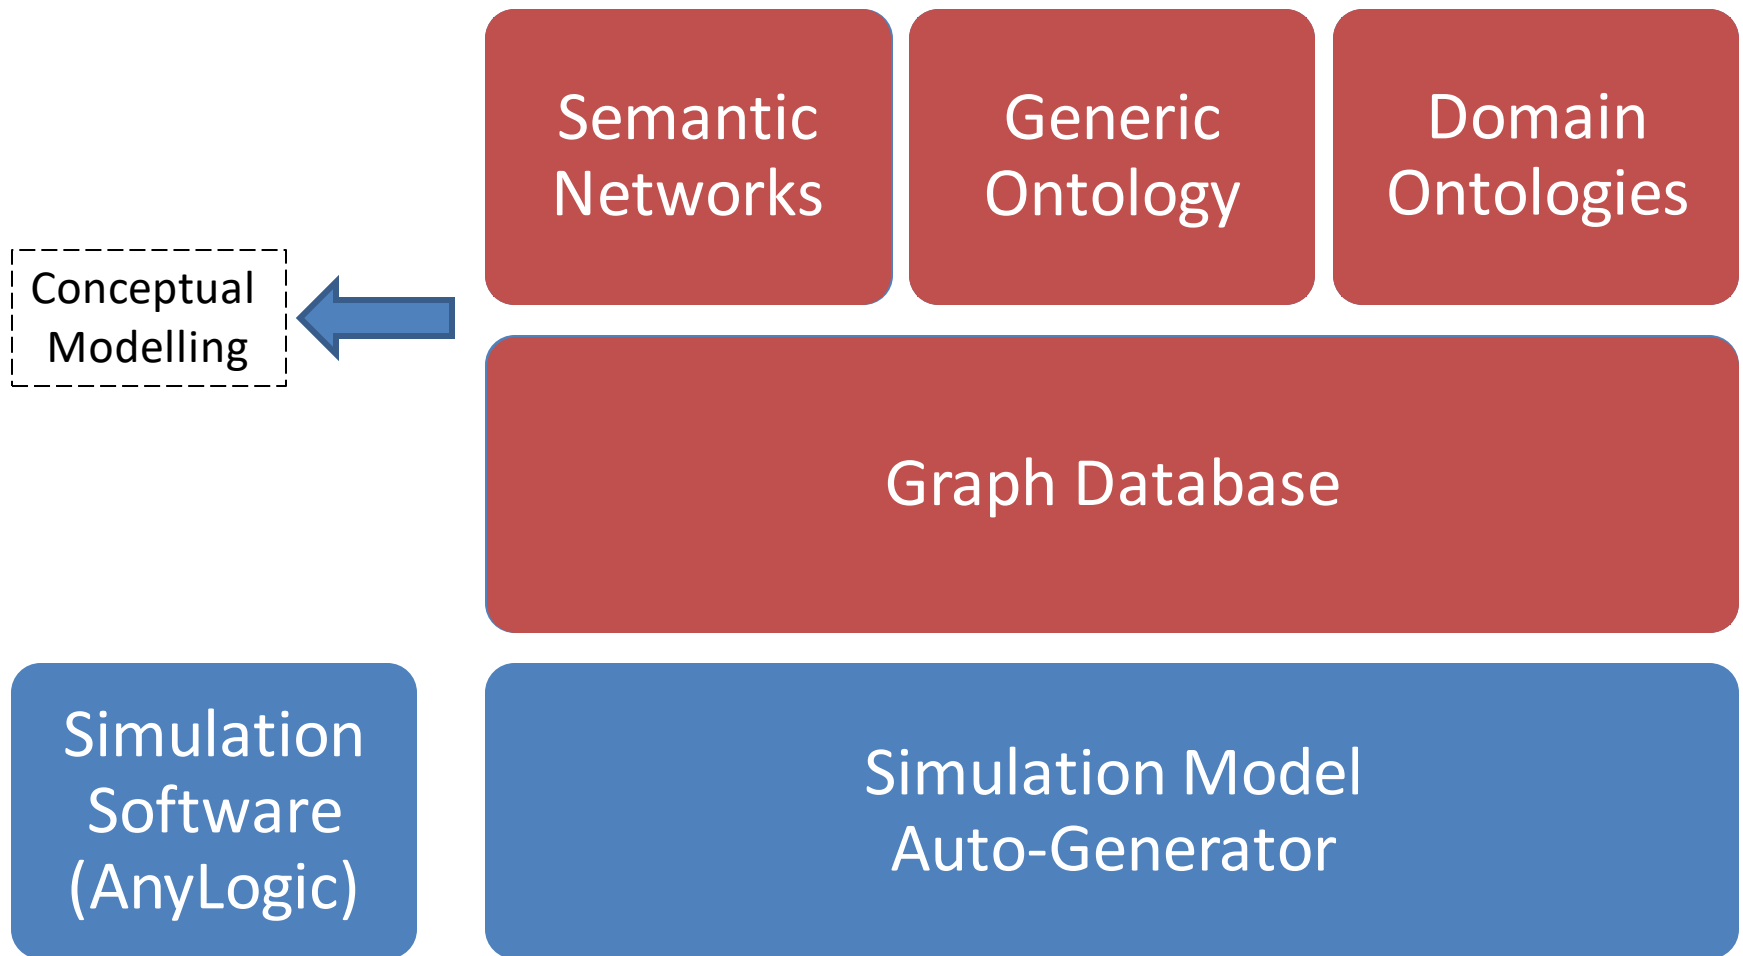 Semantic
Networks
Generic
Ontology
Domain
Ontologies
Conceptual
Modelling
Graph Database
Simulation
Software
(AnyLogic)
Simulation Model
Auto-Generator